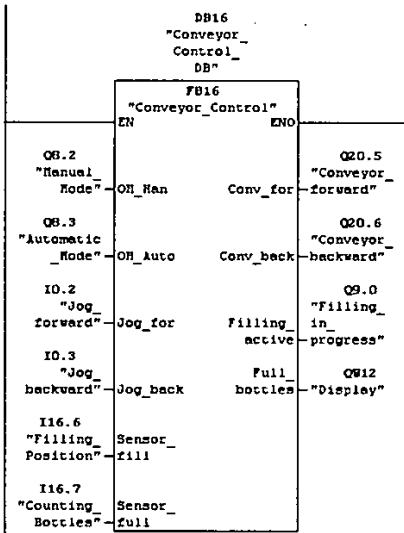 DB16
"Conveyor_
Control_
DB"
FB16
"Conveyor_Control"
EN ENO
Q8.2
"Manual_
Mode" OM_Man
Q20.5
"Conveyor_
Conv_for forward"
Q8.3
"Automatic
_Mode" OM_Auto
Q20.6
"Conveyor_
Conv_back backward"
I0.2
"Jog_
forward" Jog_for
Q9.0
"Filling_
in_
Filling_
active progress"
I0.3
"Jog_
backward" Jog_back
Full_
bottles
QW12
"Display"
I16.6
"Filling_
Position"
Sensor_
fill
I16.7
"Counting_
Bottles"
Sensor_
full